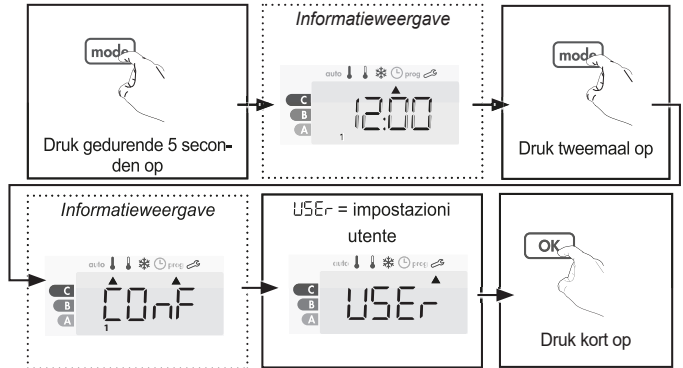 mode
Druk gedurende 5 secon-
den op
Informatieweergave
auto prog
C
B
A
1
12:00
mode
Druk tweemaal op
Informatieweergave
auto prog
C
B
A
1
COnF
USEr = impostazioni
utente
auto prog
C
B
A
USEr
OK
Druk kort op